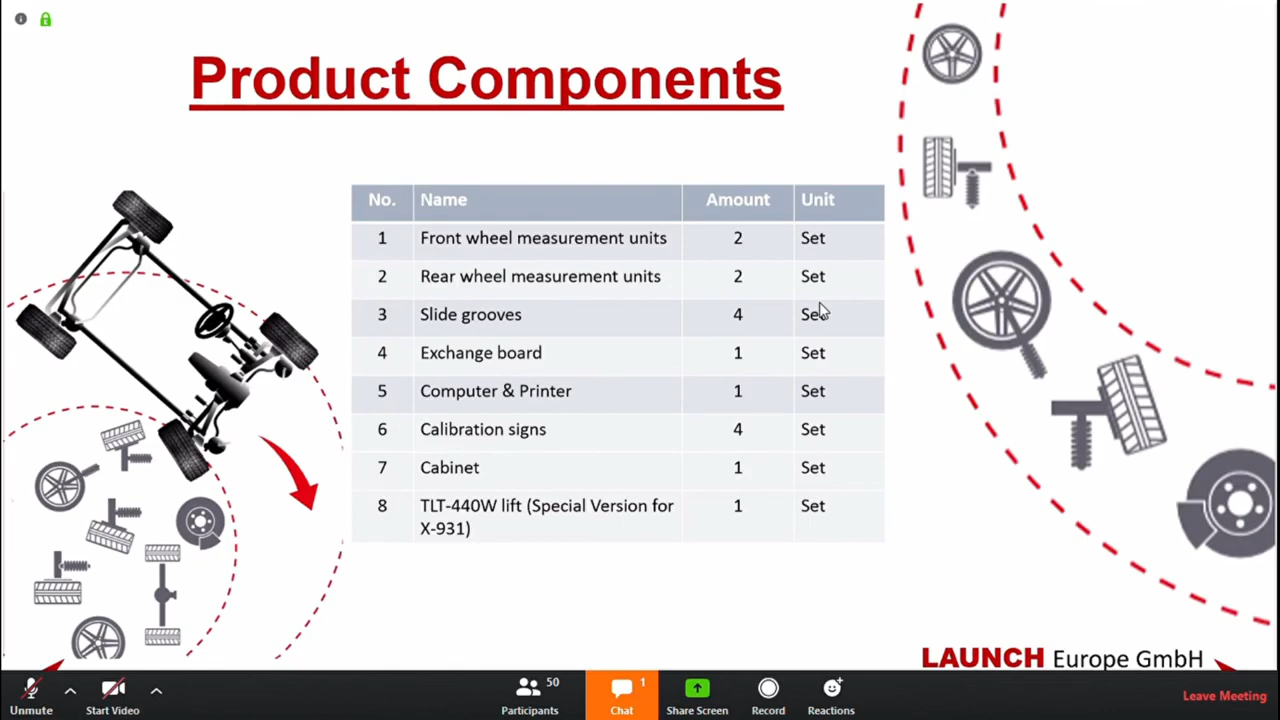 Product Components
No. Name Amount Unit
1 Front wheel measurement units 2 Set
2 Rear wheel measurement units 2 Set
3 Slide grooves 4 Set
4 Exchange board 1 Set
5 Computer & Printer 1 Set
6 Calibration signs 4 Set
7 Cabinet 1 Set
8 TLT-440W lift (Special Version for 1 Set
X-931)
LAUNCH Europe GmbH
50 1
Unmute Start Video Participants Chat Share Screen Record Reactions Leave Meeting